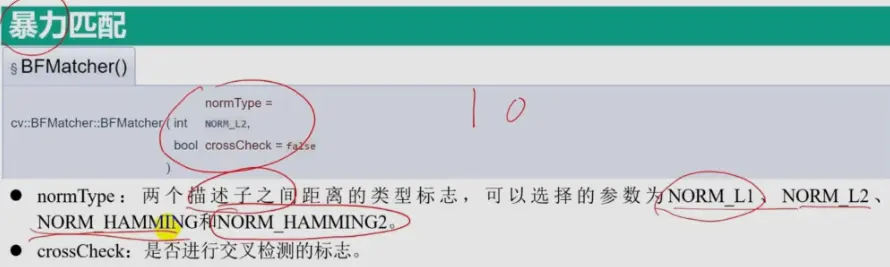 暴力匹配
§ BFMatcher()
normType =
cv::BFMatcher::BFMatcher ( int NORM_L2,
bool crossCheck = false
)
1 0
● normType：两个描述子之间距离的类型标志，可以选择的参数为NORM_L1、NORM_L2、
NORM_HAMMING和NORM_HAMMING2。
● crossCheck：是否进行交叉检测的标志。